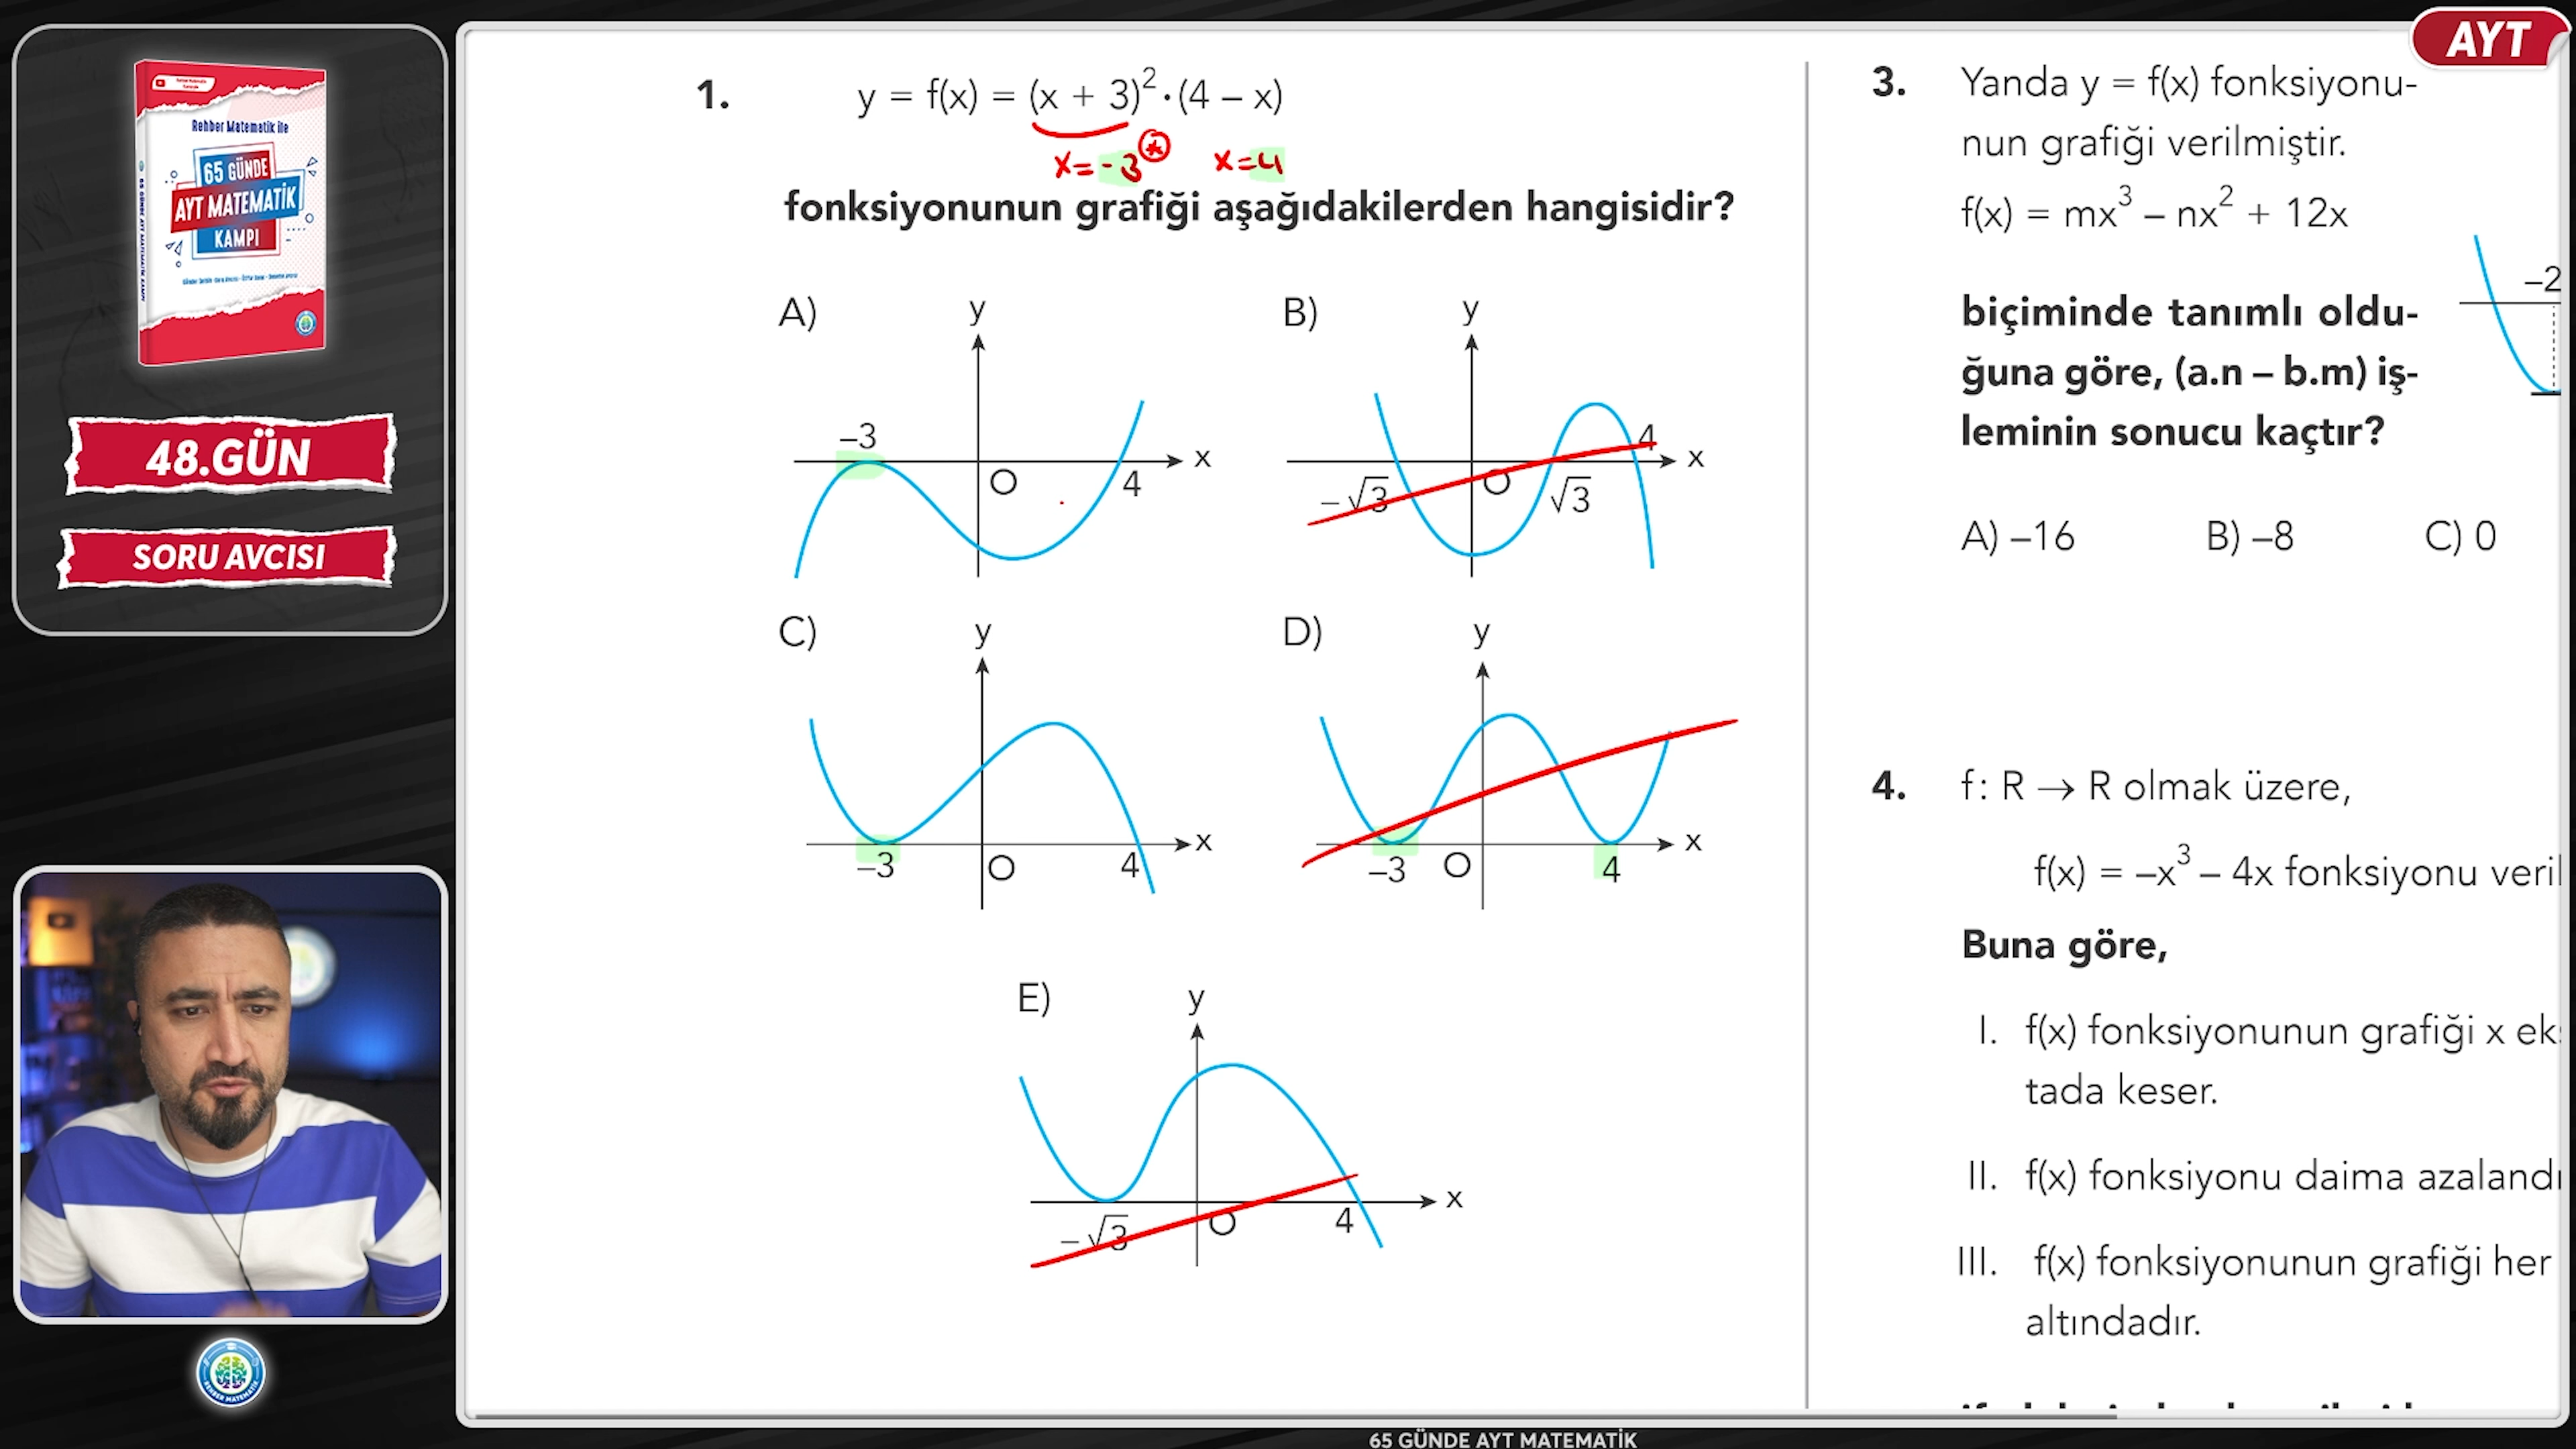 AYT
Rehber Matematik ile
65 GÜNDE
AYT MATEMATİK
KAMPI
48.GÜN
SORU AVCISI
REHBER MATEMATİK
1. y = f(x) = (x + 3)² · (4 – x)
x = -3 x = 4
fonksiyonunun grafiği aşağıdakilerden hangisidir?
A) y
–3
O 4 x
B) y
4 x
–√3 O √3
C) y
x
–3 O 4
D) y
x
–3 O 4
E) y
x
–√3 O 4
3. Yanda y = f(x) fonksiyonu-
nun grafiği verilmiştir.
f(x) = mx³ – nx² + 12x
–2
biçiminde tanımlı oldu-
ğuna göre, (a.n – b.m) iş-
leminin sonucu kaçtır?
A) –16 B) –8 C) 0
4. f: R → R olmak üzere,
f(x) = –x³ – 4x fonksiyonu veril
Buna göre,
I. f(x) fonksiyonunun grafiği x ek
tada keser.
II. f(x) fonksiyonu daima azalandı
III. f(x) fonksiyonunun grafiği her
altındadır.
65 GÜNDE AYT MATEMATİK